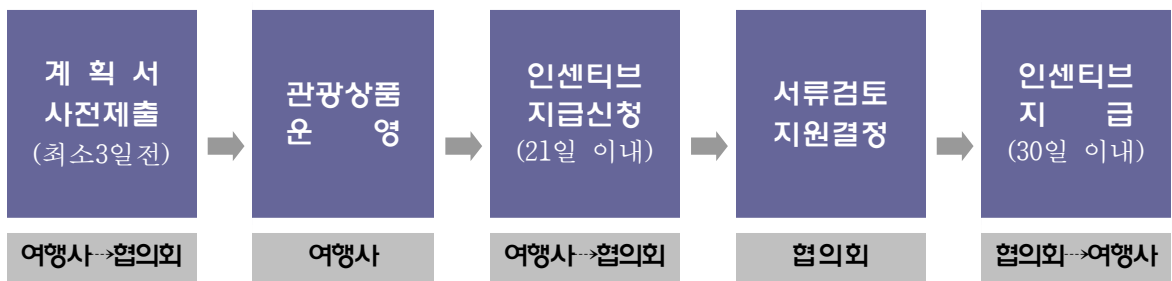 계 획 서
사전제출
(최소3일전)
관광상품
운 영
인센티브
지급신청
(21일 이내)
서류검토
지원결정
인센티브
지 급
(30일 이내)
여행사→협의회
여행사
여행사→협의회
협의회
협의회→여행사